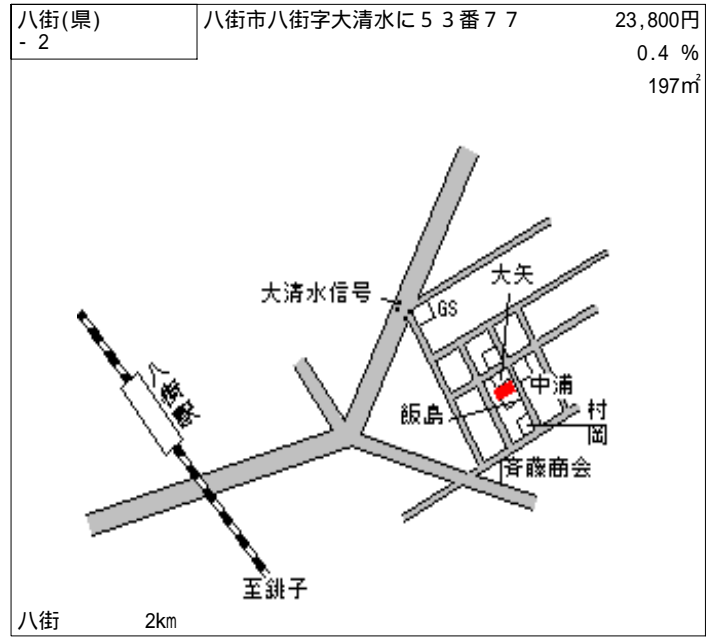 八街(県)
- 2
八街市八街字大清水に53番77
23,800円
0.4 %
197㎡
大清水信号
GS
大矢
八街駅
中浦
飯島
村岡
斉藤商会
至銚子
八街 2km